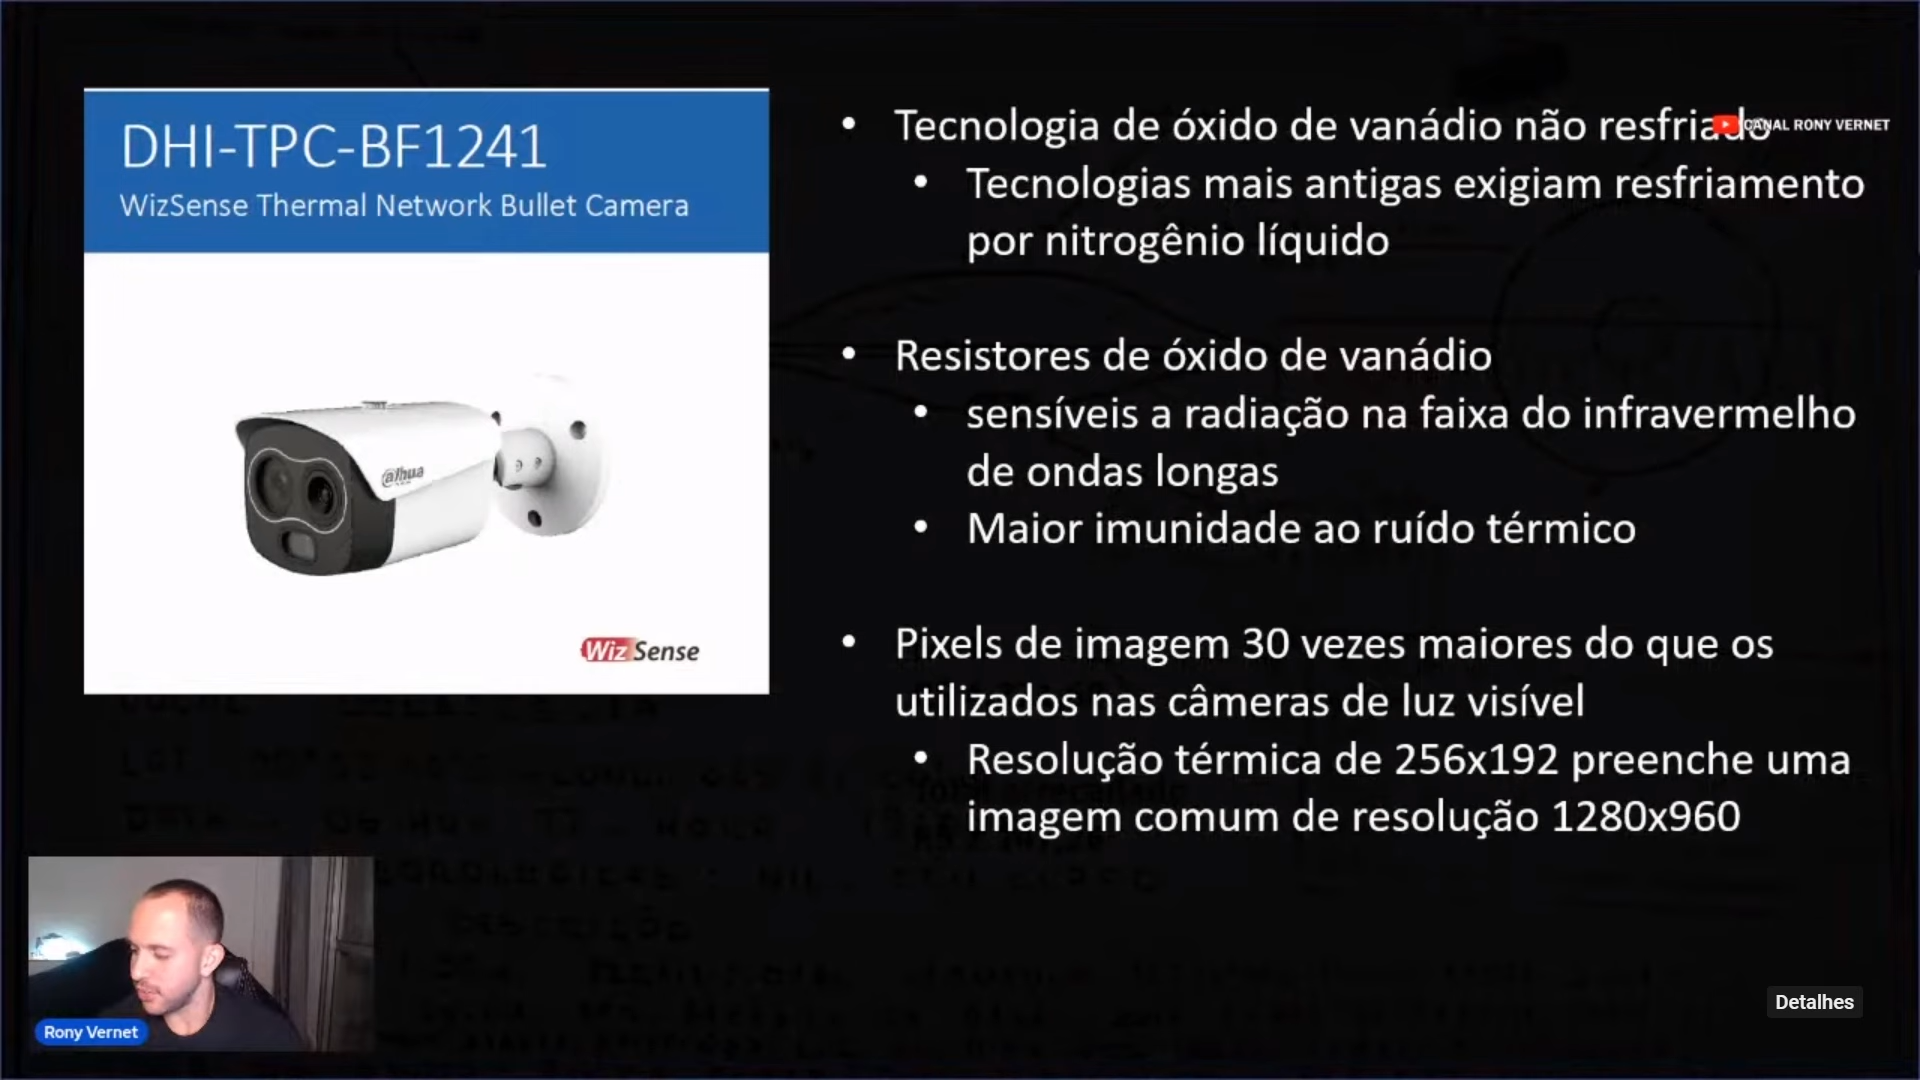 DHI-TPC-BF1241
WizSense Thermal Network Bullet Camera
alhua
Wiz Sense
• Tecnologia de óxido de vanádio não resfriado
CANAL RONY VERNET
• Tecnologias mais antigas exigiam resfriamento
por nitrogênio líquido
• Resistores de óxido de vanádio
• sensíveis a radiação na faixa do infravermelho
de ondas longas
• Maior imunidade ao ruído térmico
• Pixels de imagem 30 vezes maiores do que os
utilizados nas câmeras de luz visível
• Resolução térmica de 256x192 preenche uma
imagem comum de resolução 1280x960
Rony Vernet
Detalhes